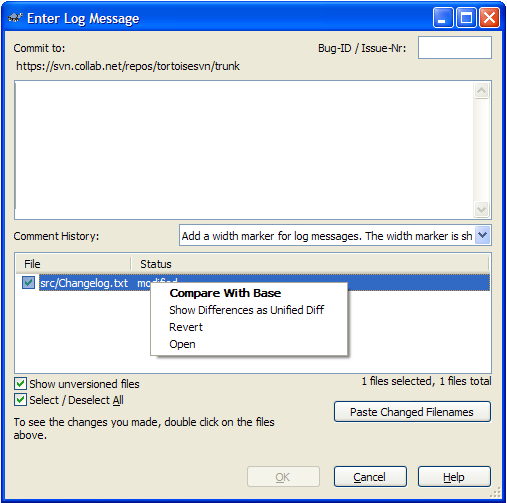 Enter Log Message
Commit to:
Bug-ID / Issue-Nr:
https://svn.collab.net/repos/tortoisesvn/trunk
Comment History:
Add a width marker for log messages. The width marker is sh
File Status
src/Changelog.txt modified
Compare With Base
Show Differences as Unified Diff
Revert
Open
Show unversioned files
1 files selected, 1 files total
Select / Deselect All
To see the changes you made, double click on the files
above.
Paste Changed Filenames
OK Cancel Help